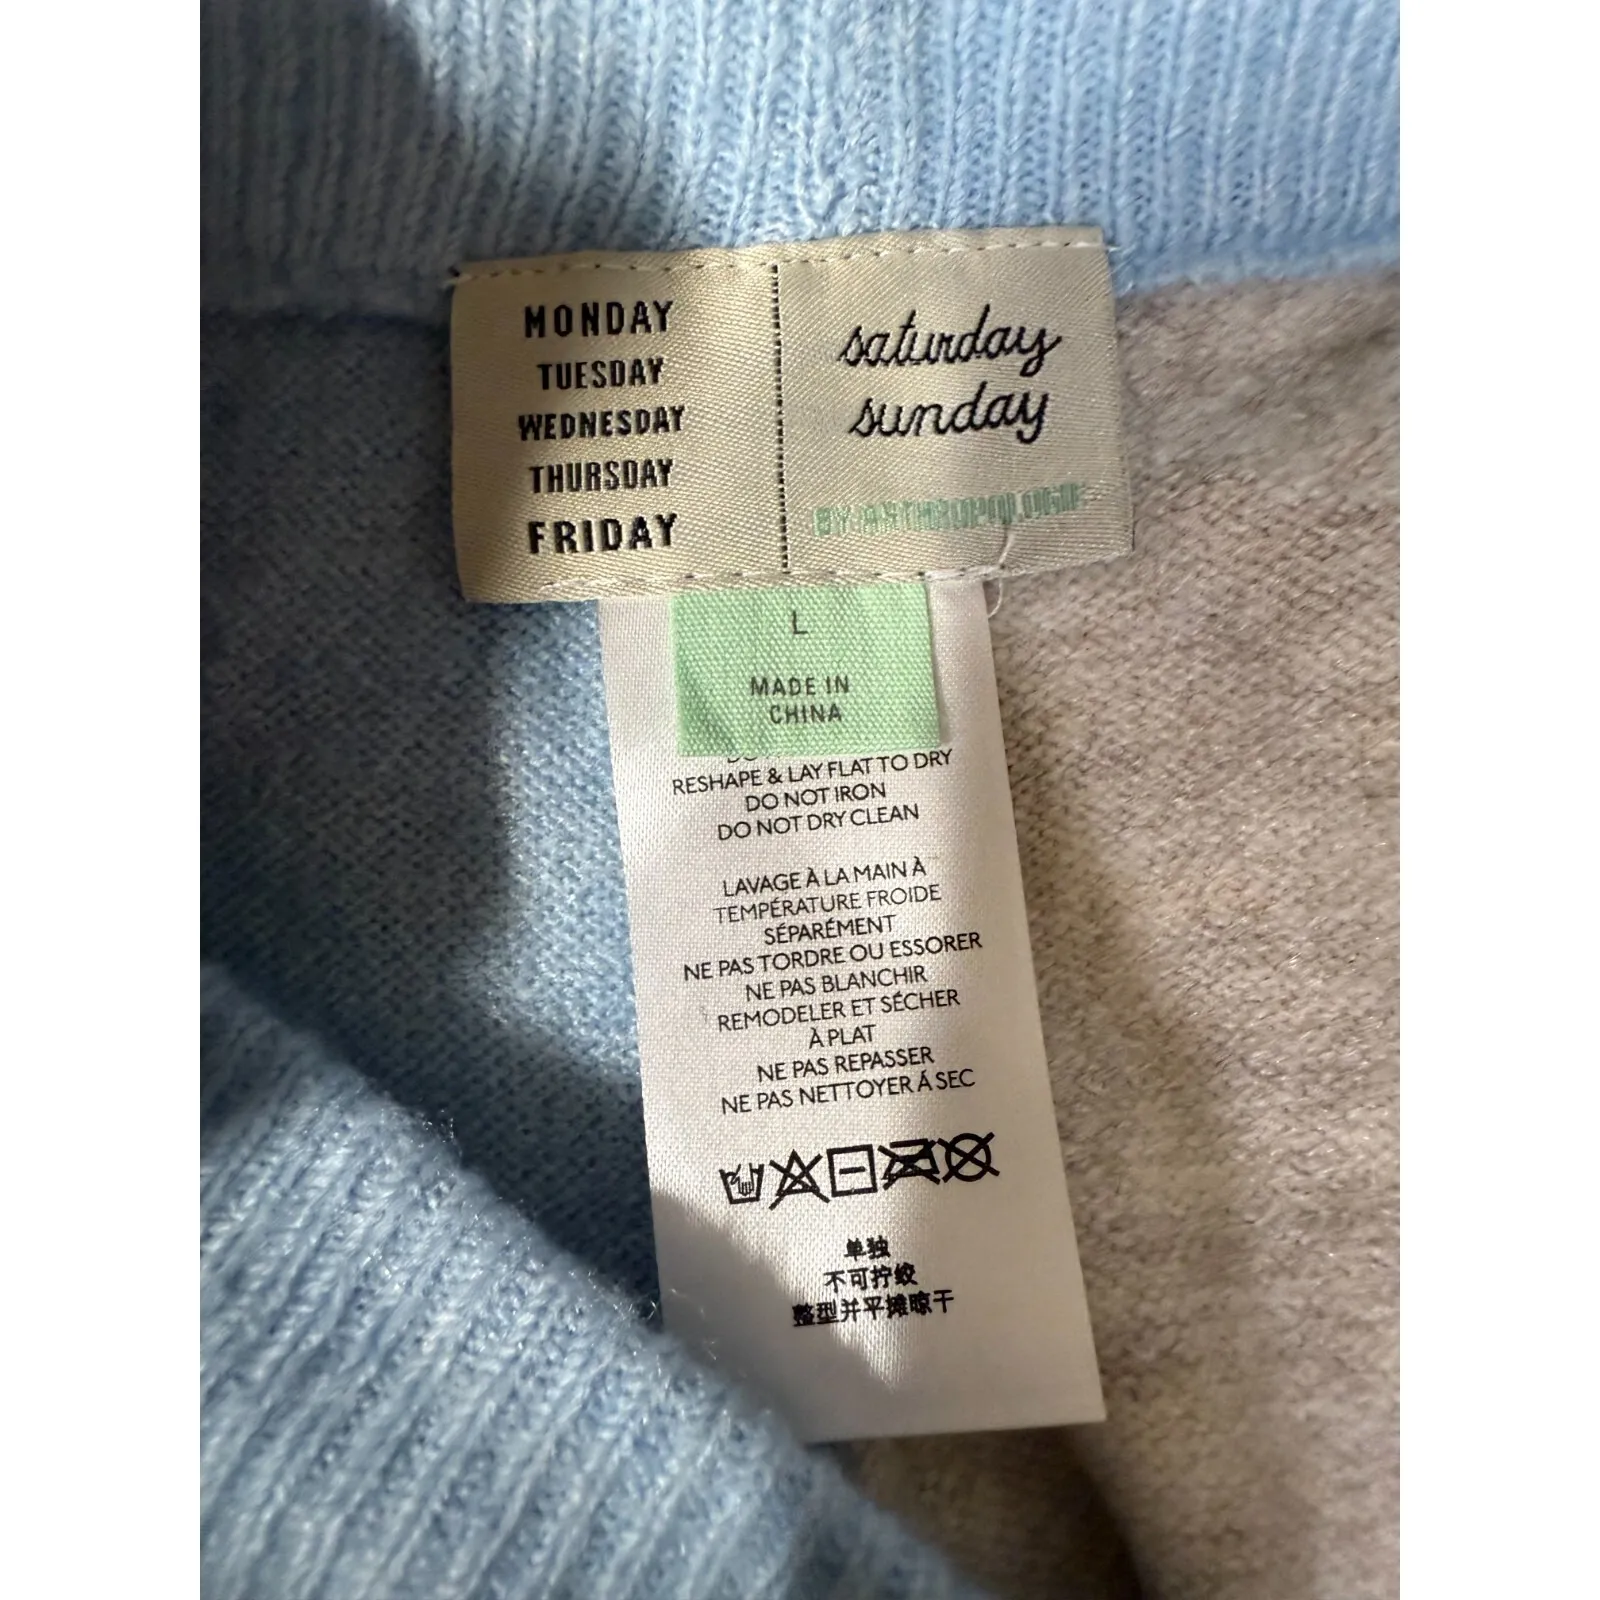 MONDAY
TUESDAY
WEDNESDAY
THURSDAY
FRIDAY
saturday
sunday
BY ANTHROPOLOGIE
L
MADE IN
CHINA
RESHAPE & LAY FLAT TO DRY
DO NOT IRON
DO NOT DRY CLEAN
LAVAGE À LA MAIN À
TEMPÉRATURE FROIDE
SÉPARÉMENT
NE PAS TORDRE OU ESSORER
NE PAS BLANCHIR
REMODELER ET SÉCHER
À PLAT
NE PAS REPASSER
NE PAS NETTOYER Á SEC
单独
不可拧绞
整型并平摊晾干